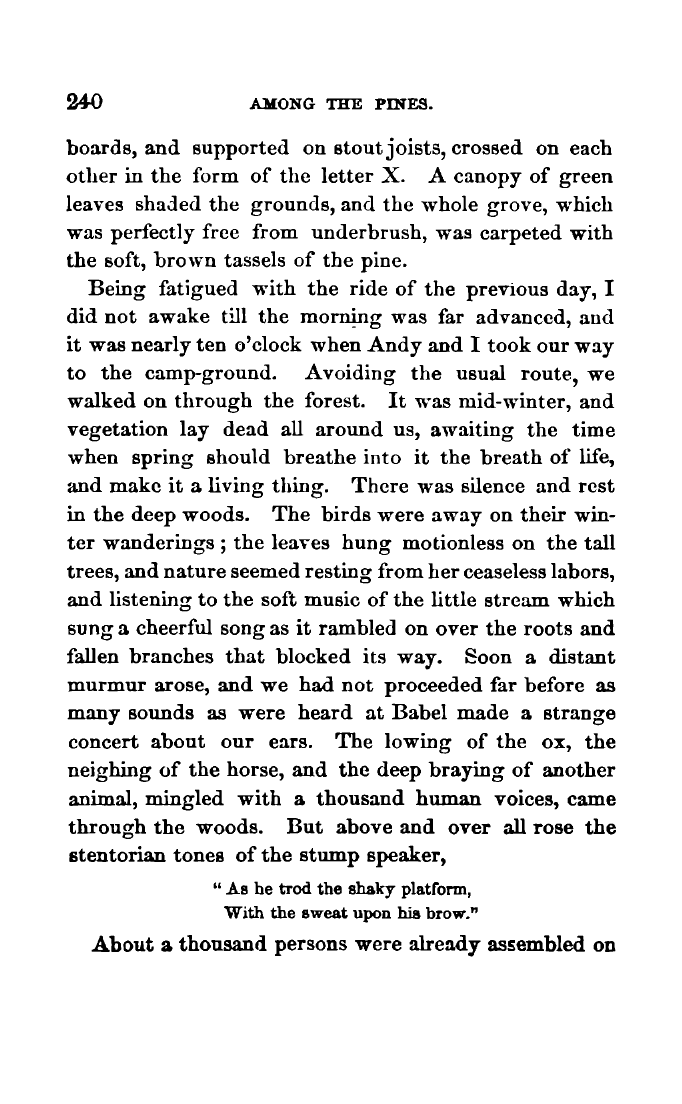 240 AMONG THE PINES.
boards, and supported on stout joists, crossed on each
other in the form of the letter X. A canopy of green
leaves shaded the grounds, and the whole grove, which
was perfectly free from underbrush, was carpeted with
the soft, brown tassels of the pine.
Being fatigued with the ride of the previous day, I
did not awake till the morning was far advanced, and
it was nearly ten o'clock when Andy and I took our way
to the camp-ground. Avoiding the usual route, we
walked on through the forest. It was mid-winter, and
vegetation lay dead all around us, awaiting the time
when spring should breathe into it the breath of life,
and make it a living thing. There was silence and rest
in the deep woods. The birds were away on their win-
ter wanderings ; the leaves hung motionless on the tall
trees, and nature seemed resting from her ceaseless labors,
and listening to the soft music of the little stream which
sung a cheerful song as it rambled on over the roots and
fallen branches that blocked its way. Soon a distant
murmur arose, and we had not proceeded far before as
many sounds as were heard at Babel made a strange
concert about our ears. The lowing of the ox, the
neighing of the horse, and the deep braying of another
animal, mingled with a thousand human voices, came
through the woods. But above and over all rose the
stentorian tones of the stump speaker,
" As he trod the shaky platform,
With the sweat upon his brow."
About a thousand persons were already assembled on